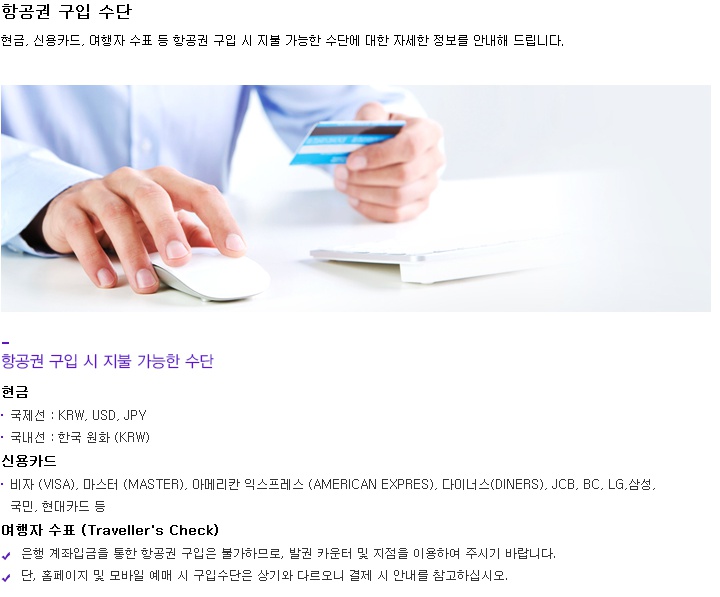 항공권 구입 수단
현금, 신용카드, 여행자 수표 등 항공권 구입 시 지불 가능한 수단에 대한 자세한 정보를 안내해 드립니다.
항공권 구입 시 지불 가능한 수단
현금
· 국제선 : KRW, USD, JPY
· 국내선 : 한국 원화 (KRW)
신용카드
· 비자 (VISA), 마스터 (MASTER), 아메리칸 익스프레스 (AMERICAN EXPRES), 다이너스(DINERS), JCB, BC, LG,삼성,
국민, 현대카드 등
여행자 수표 (Traveller's Check)
✓ 은행 계좌입금을 통한 항공권 구입은 불가하므로, 발권 카운터 및 지점을 이용하여 주시기 바랍니다.
✓ 단, 홈페이지 및 모바일 예매 시 구입수단은 상기와 다르오니 결제 시 안내를 참고하십시오.